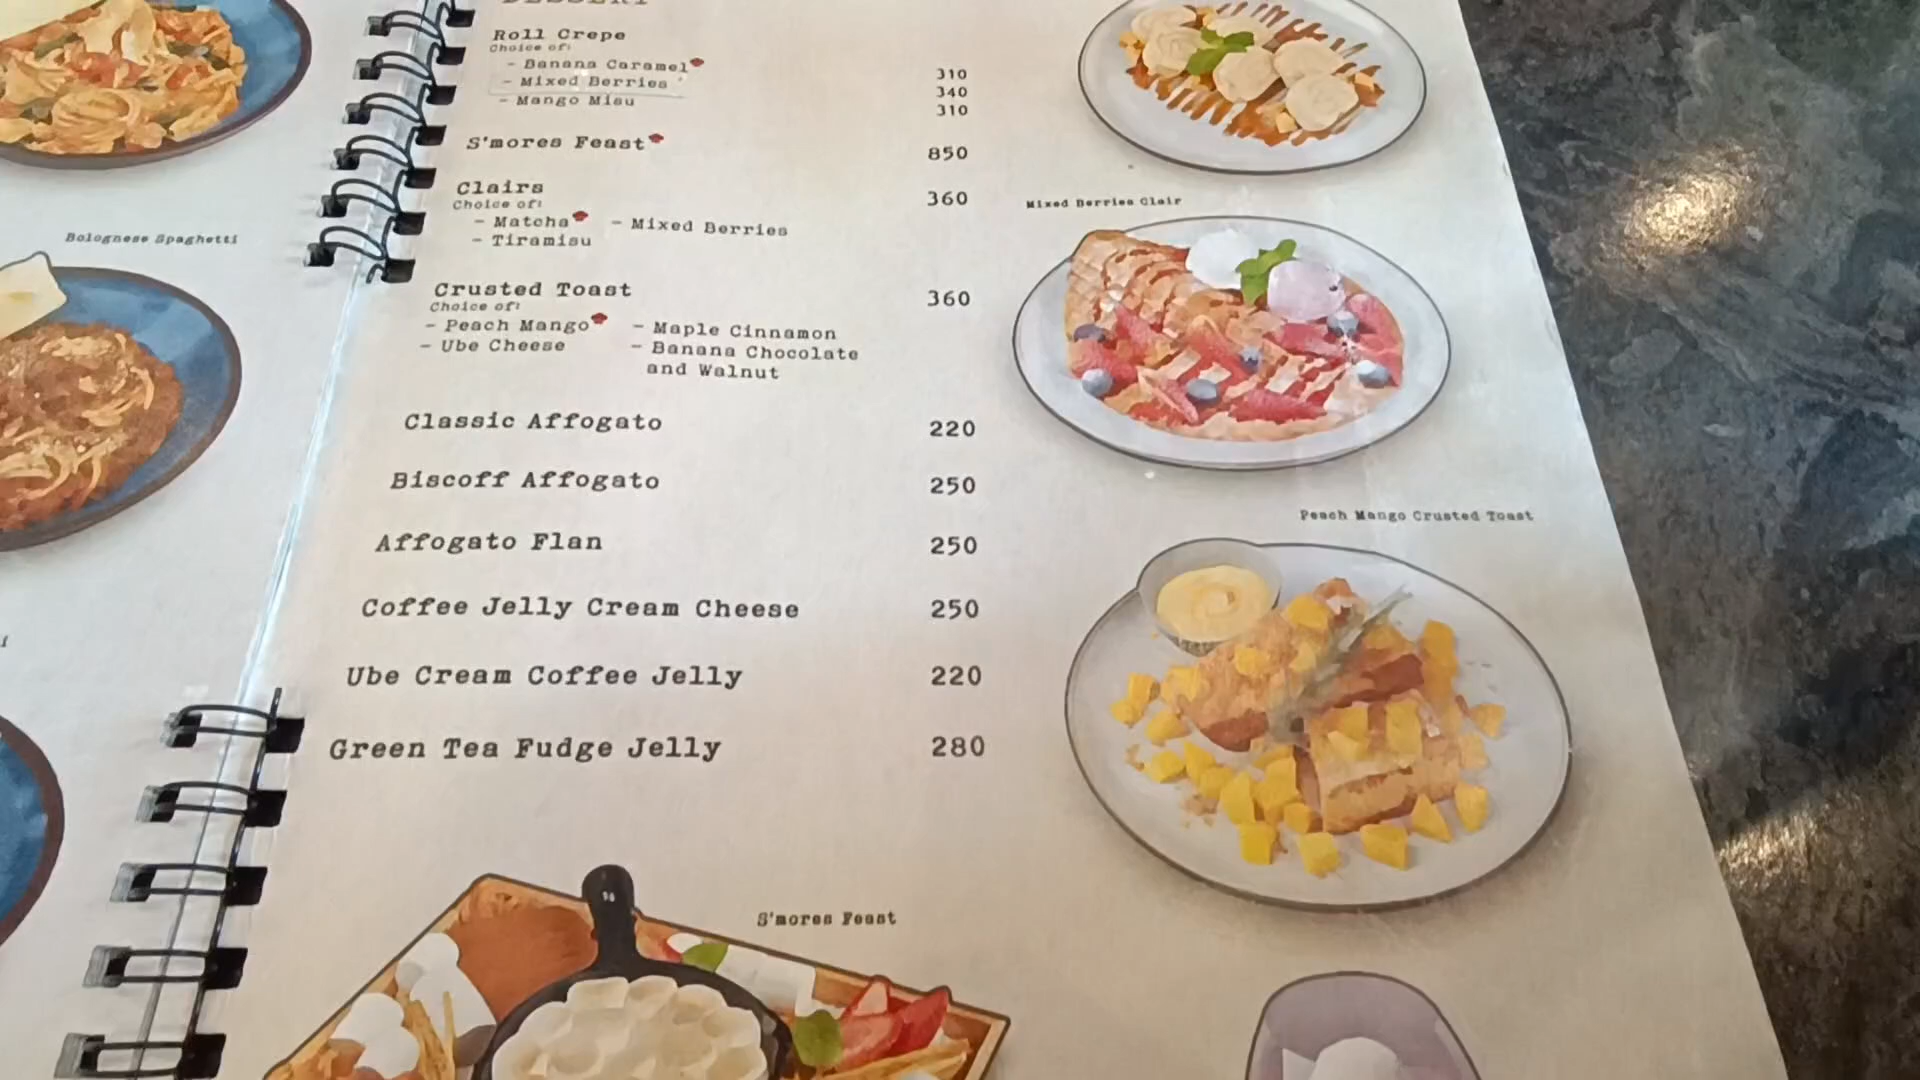 DESSERT
Roll Crepe
Choice of:
- Banana Caramel 310
- Mixed Berries 340
- Mango Misu 310
S'mores Feast 850
Clairs 360
Choice of:
- Matcha - Mixed Berries
- Tiramisu
Crusted Toast 360
Choice of:
- Peach Mango - Maple Cinnamon
- Ube Cheese - Banana Chocolate
and Walnut
Classic Affogato 220
Biscoff Affogato 250
Affogato Flan 250
Coffee Jelly Cream Cheese 250
Ube Cream Coffee Jelly 220
Green Tea Fudge Jelly 280
Bolognese Spaghetti
Mixed Berries Clair
Peach Mango Crusted Toast
S'mores Feast